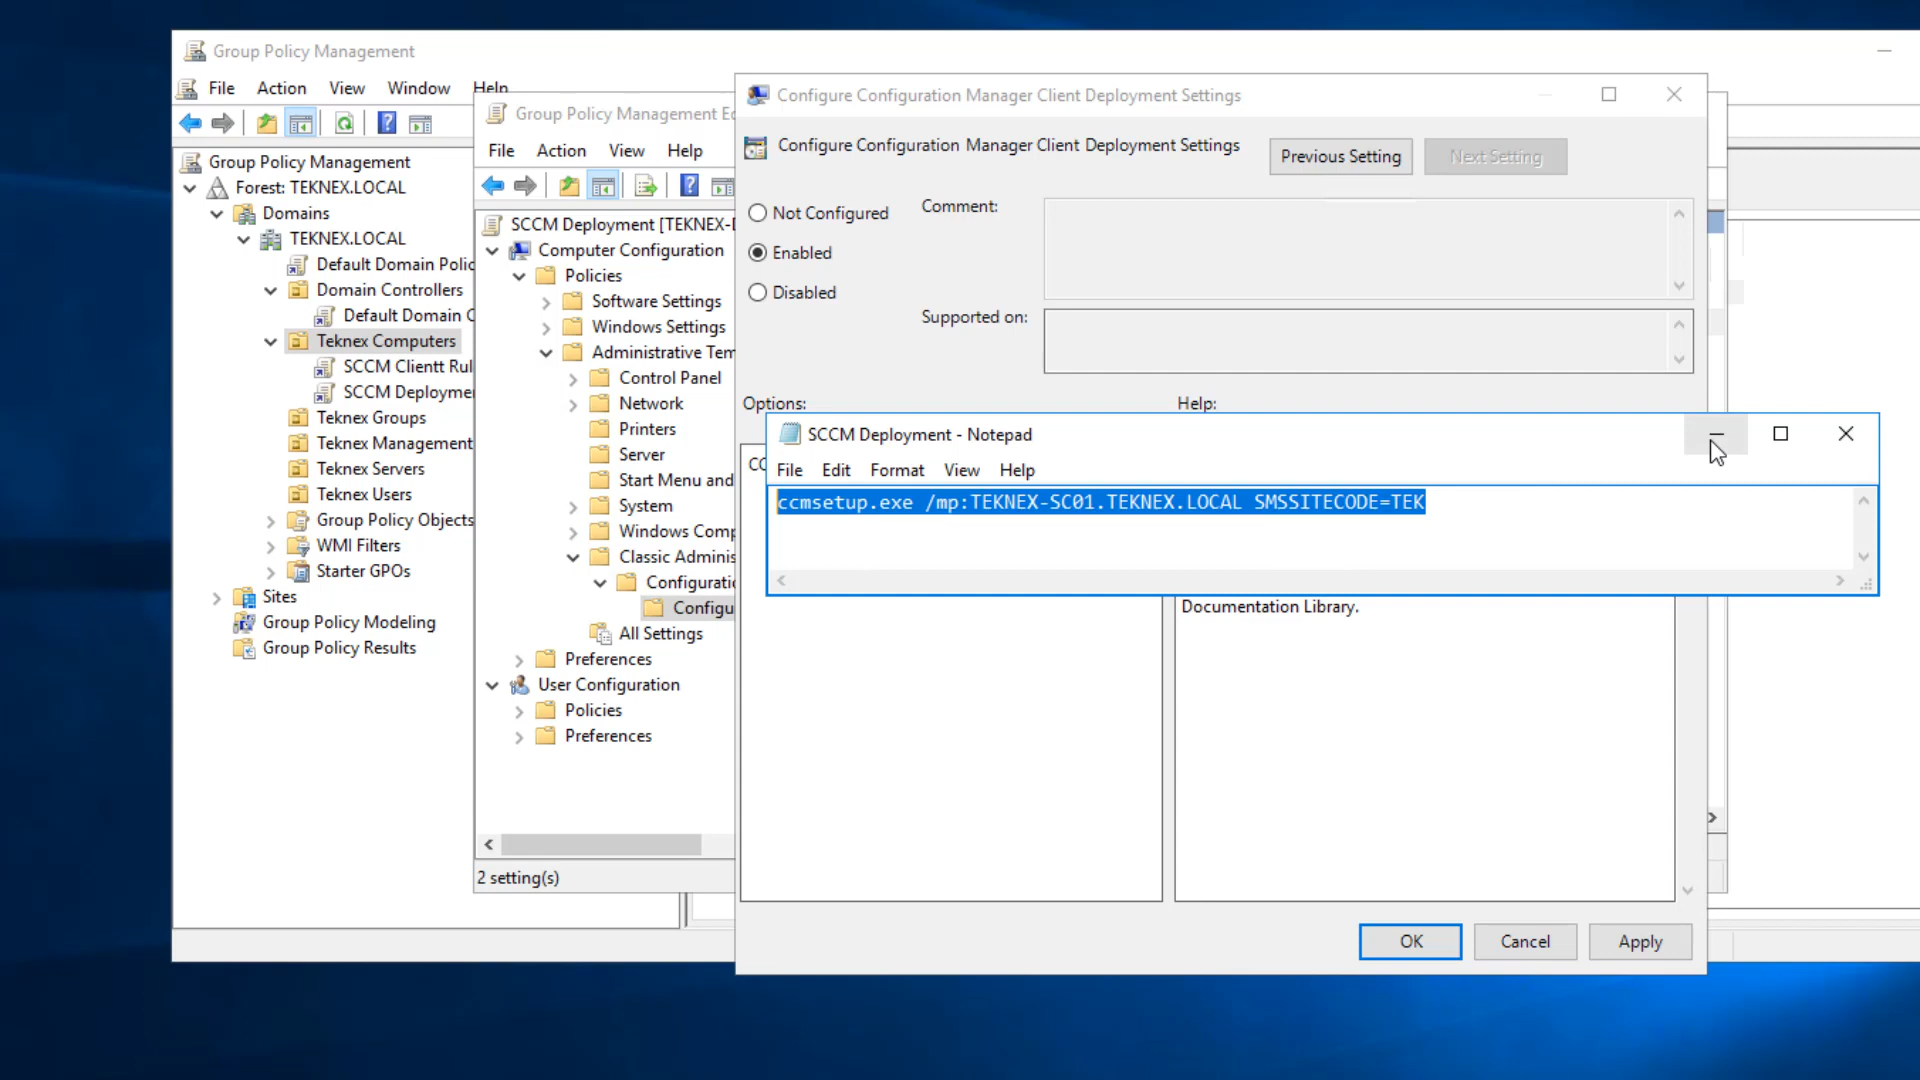 Group Policy Management
File Action View Window Help
Group Policy Management
Forest: TEKNEX.LOCAL
Domains
TEKNEX.LOCAL
Default Domain Polic
Domain Controllers
Default Domain C
Teknex Computers
SCCM Clientt Rul
SCCM Deployme
Teknex Groups
Teknex Management
Teknex Servers
Teknex Users
Group Policy Objects
WMI Filters
Starter GPOs
Sites
Group Policy Modeling
Group Policy Results
Group Policy Management Ed
File Action View Help
SCCM Deployment [TEKNEX-D
Computer Configuration
Policies
Software Settings
Windows Settings
Administrative Tem
Control Panel
Network
Printers
Server
Start Menu and
System
Windows Comp
Classic Adminis
Configuratio
Configu
All Settings
Preferences
User Configuration
Policies
Preferences
2 setting(s)
Configure Configuration Manager Client Deployment Settings
Configure Configuration Manager Client Deployment Settings
Previous Setting
Next Setting
Not Configured
Enabled
Disabled
Comment:
Supported on:
Options:
Help:
CC
SCCM Deployment - Notepad
File Edit Format View Help
ccmsetup.exe /mp:TEKNEX-SC01.TEKNEX.LOCAL SMSSITECODE=TEK
Documentation Library.
OK
Cancel
Apply